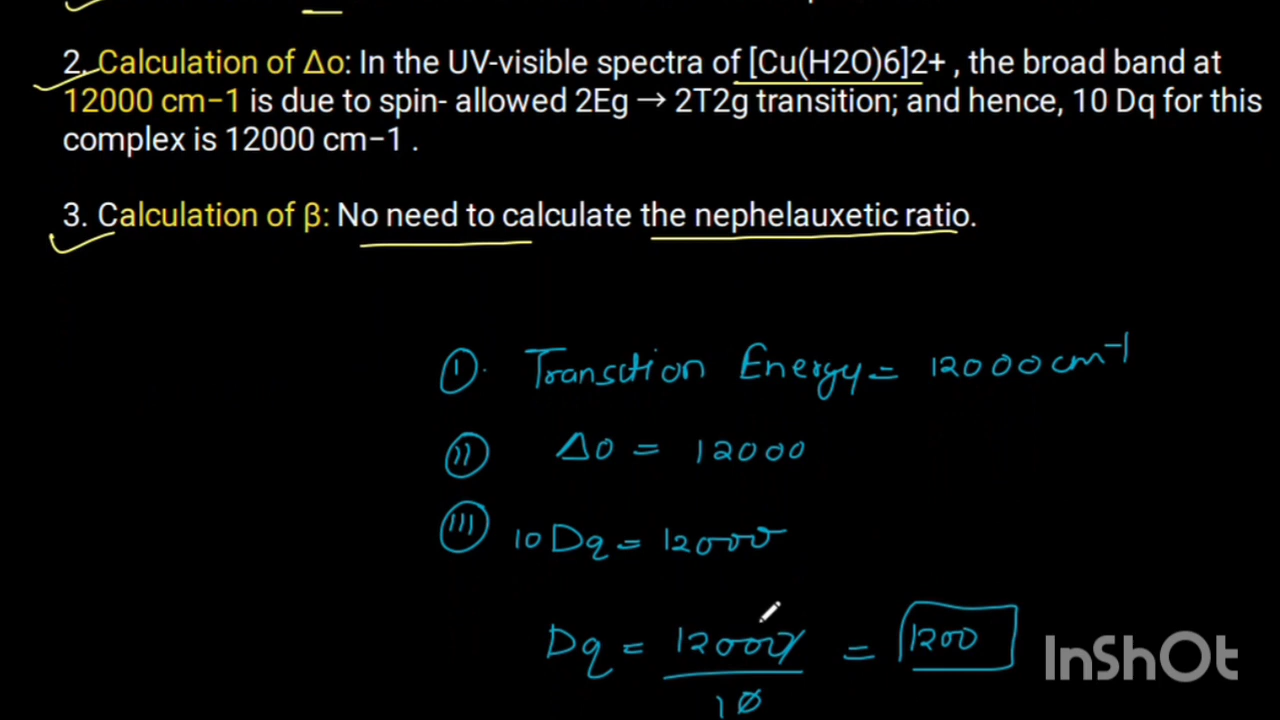 2. Calculation of Δo: In the UV-visible spectra of [Cu(H2O)6]2+ , the broad band at
12000 cm−1 is due to spin- allowed 2Eg → 2T2g transition; and hence, 10 Dq for this
complex is 12000 cm−1 .
3. Calculation of β: No need to calculate the nephelauxetic ratio.
(I). Transition Energy = 12000 cm⁻¹
(II) Δo = 12000
(III) 10 Dq = 12000
Dq = 12000/10 = 1200
InShOt